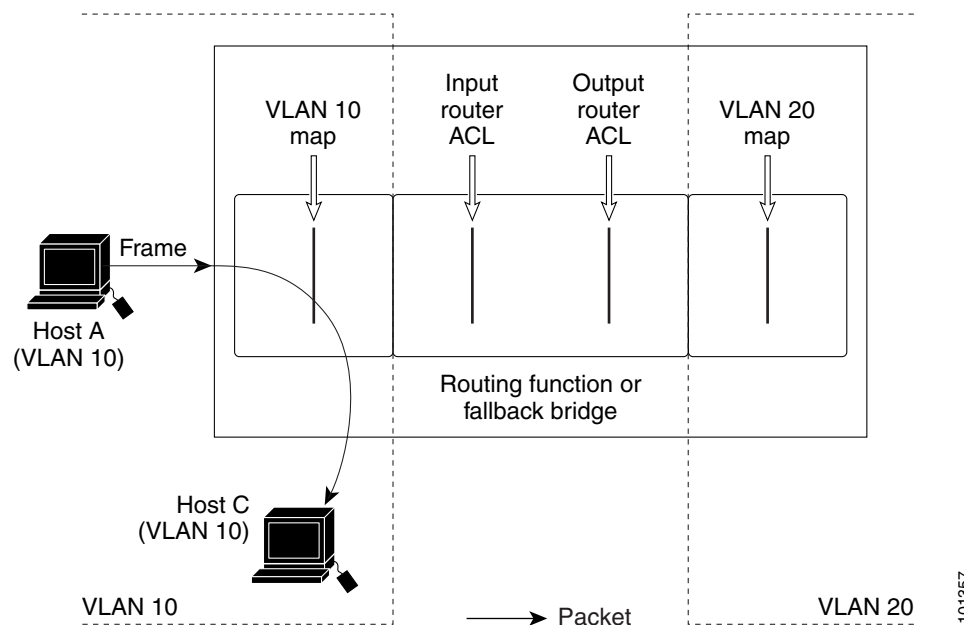 VLAN 10
map
Input
router
ACL
Output
router
ACL
VLAN 20
map
Frame
Host A
(VLAN 10)
Routing function or
fallback bridge
Host C
(VLAN 10)
VLAN 10
Packet
VLAN 20
101357